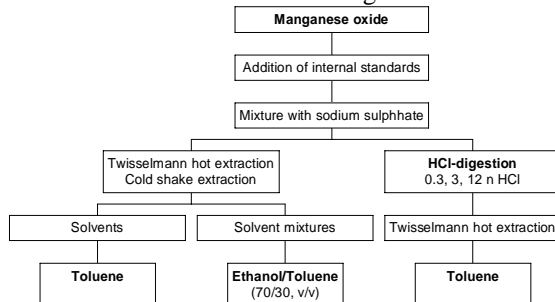 Manganese oxide
Addition of internal standards
Mixture with sodium sulphhate
Twisselmann hot extraction
Cold shake extraction
HCl-digestion
0.3, 3, 12 n HCl
Solvents
Solvent mixtures
Twisselmann hot extraction
Toluene
Ethanol/Toluene
(70/30, v/v)
Toluene